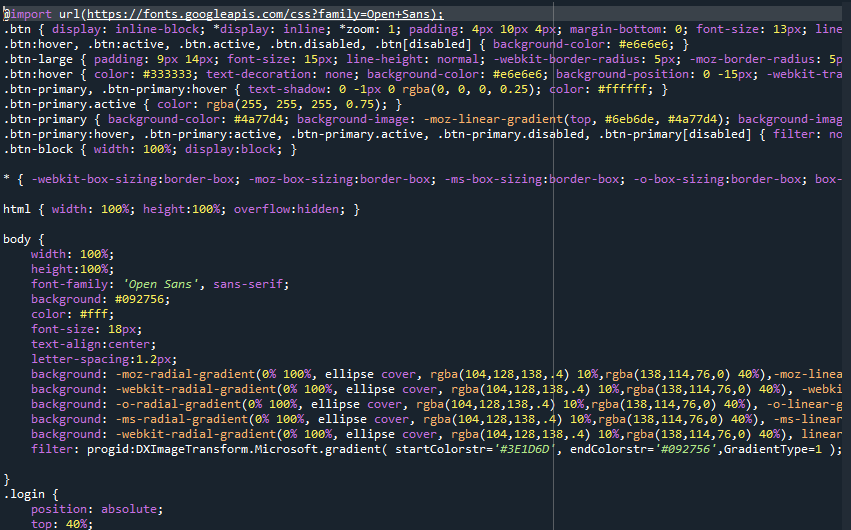 @import url(https://fonts.googleapis.com/css?family=Open+Sans);
.btn { display: inline-block; *display: inline; *zoom: 1; padding: 4px 10px 4px; margin-bottom: 0; font-size: 13px; line
.btn:hover, .btn:active, .btn.active, .btn.disabled, .btn[disabled] { background-color: #e6e6e6; }
.btn-large { padding: 9px 14px; font-size: 15px; line-height: normal; -webkit-border-radius: 5px; -moz-border-radius: 5p
.btn:hover { color: #333333; text-decoration: none; background-color: #e6e6e6; background-position: 0 -15px; -webkit-tra
.btn-primary, .btn-primary:hover { text-shadow: 0 -1px 0 rgba(0, 0, 0, 0.25); color: #ffffff; }
.btn-primary.active { color: rgba(255, 255, 255, 0.75); }
.btn-primary { background-color: #4a77d4; background-image: -moz-linear-gradient(top, #6eb6de, #4a77d4); background-imag
.btn-primary:hover, .btn-primary:active, .btn-primary.active, .btn-primary.disabled, .btn-primary[disabled] { filter: no
.btn-block { width: 100%; display:block; }
* { -webkit-box-sizing:border-box; -moz-box-sizing:border-box; -ms-box-sizing:border-box; -o-box-sizing:border-box; box-
html { width: 100%; height:100%; overflow:hidden; }
body {
width: 100%;
height:100%;
font-family: 'Open Sans', sans-serif;
background: #092756;
color: #fff;
font-size: 18px;
text-align:center;
letter-spacing:1.2px;
background: -moz-radial-gradient(0% 100%, ellipse cover, rgba(104,128,138,.4) 10%,rgba(138,114,76,0) 40%),-moz-linea
background: -webkit-radial-gradient(0% 100%, ellipse cover, rgba(104,128,138,.4) 10%,rgba(138,114,76,0) 40%), -webki
background: -o-radial-gradient(0% 100%, ellipse cover, rgba(104,128,138,.4) 10%,rgba(138,114,76,0) 40%), -o-linear-g
background: -ms-radial-gradient(0% 100%, ellipse cover, rgba(104,128,138,.4) 10%,rgba(138,114,76,0) 40%), -ms-linear
background: -webkit-radial-gradient(0% 100%, ellipse cover, rgba(104,128,138,.4) 10%,rgba(138,114,76,0) 40%), linear
filter: progid:DXImageTransform.Microsoft.gradient( startColorstr='#3E1D6D', endColorstr='#092756',GradientType=1 );
}
.login {
position: absolute;
top: 40%;